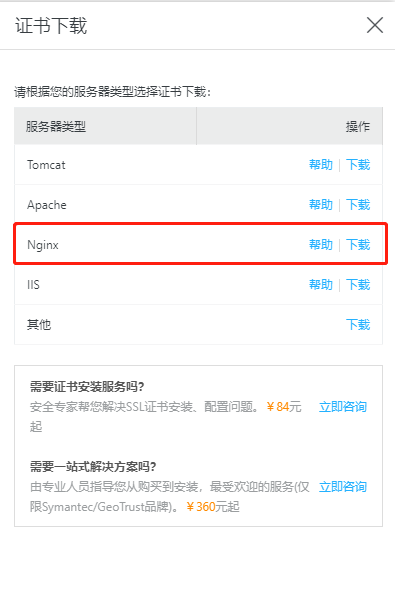 证书下载
请根据您的服务器类型选择证书下载：
服务器类型 操作
Tomcat 帮助 | 下载
Apache 帮助 | 下载
Nginx 帮助 | 下载
IIS 帮助 | 下载
其他 下载
需要证书安装服务吗?
安全专家帮您解决SSL证书安装、配置问题。￥84元 立即咨询
起
需要一站式解决方案吗?
由专业人员指导您从购买到安装，最受欢迎的服务(仅 立即咨询
限Symantec/GeoTrust品牌)。￥360元起